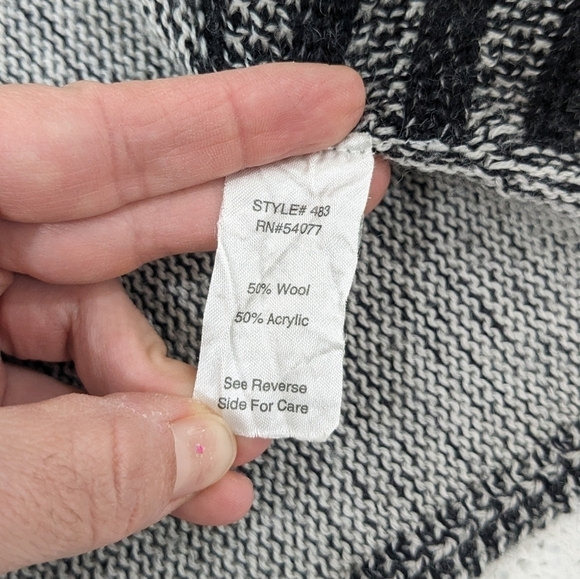 STYLE# 483
RN#54077
50% Wool
50% Acrylic
See Reverse
Side For Care